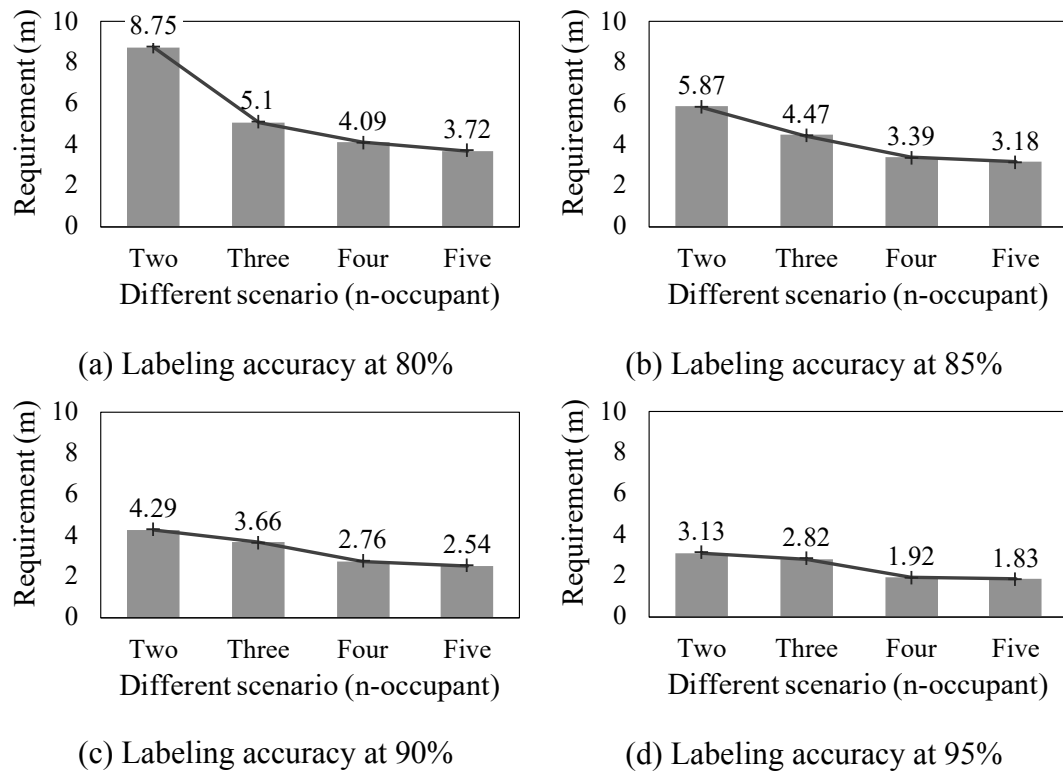 Requirement (m)
10
8
6
4
2
0
8.75
5.1
4.09
3.72
Two Three Four Five
Different scenario (n-occupant)
(a) Labeling accuracy at 80%
Requirement (m)
10
8
6
4
2
0
5.87
4.47
3.39
3.18
Two Three Four Five
Different scenario (n-occupant)
(b) Labeling accuracy at 85%
Requirement (m)
10
8
6
4
2
0
4.29
3.66
2.76
2.54
Two Three Four Five
Different scenario (n-occupant)
(c) Labeling accuracy at 90%
Requirement (m)
10
8
6
4
2
0
3.13
2.82
1.92
1.83
Two Three Four Five
Different scenario (n-occupant)
(d) Labeling accuracy at 95%